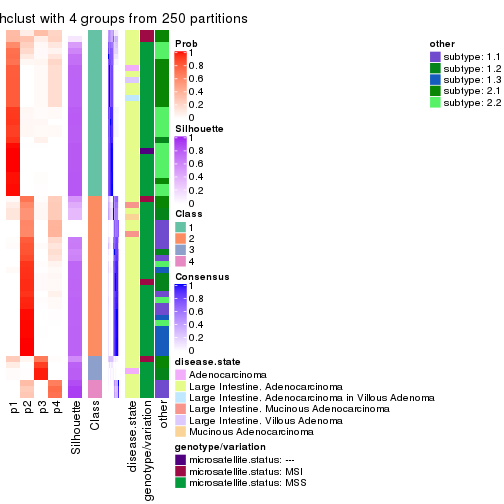 hclust with 4 groups from 250 partitions
Prob
1
0.8
0.6
0.4
0.2
0
Silhouette
1
0.8
0.6
0.4
0.2
0
Class
1
2
3
4
Consensus
1
0.8
0.6
0.4
0.2
0
disease.state
Adenocarcinoma
Large Intestine. Adenocarcinoma
Large Intestine. Adenocarcinoma in Villous Adenoma
Large Intestine. Mucinous Adenocarcinoma
Large Intestine. Villous Adenoma
Mucinous Adenocarcinoma
genotype/variation
microsatellite.status: ---
microsatellite.status: MSI
microsatellite.status: MSS
other
subtype: 1.1
subtype: 1.2
subtype: 1.3
subtype: 2.1
subtype: 2.2
p1
p2
p3
p4
Silhouette
Class
disease.state
genotype/variation
other